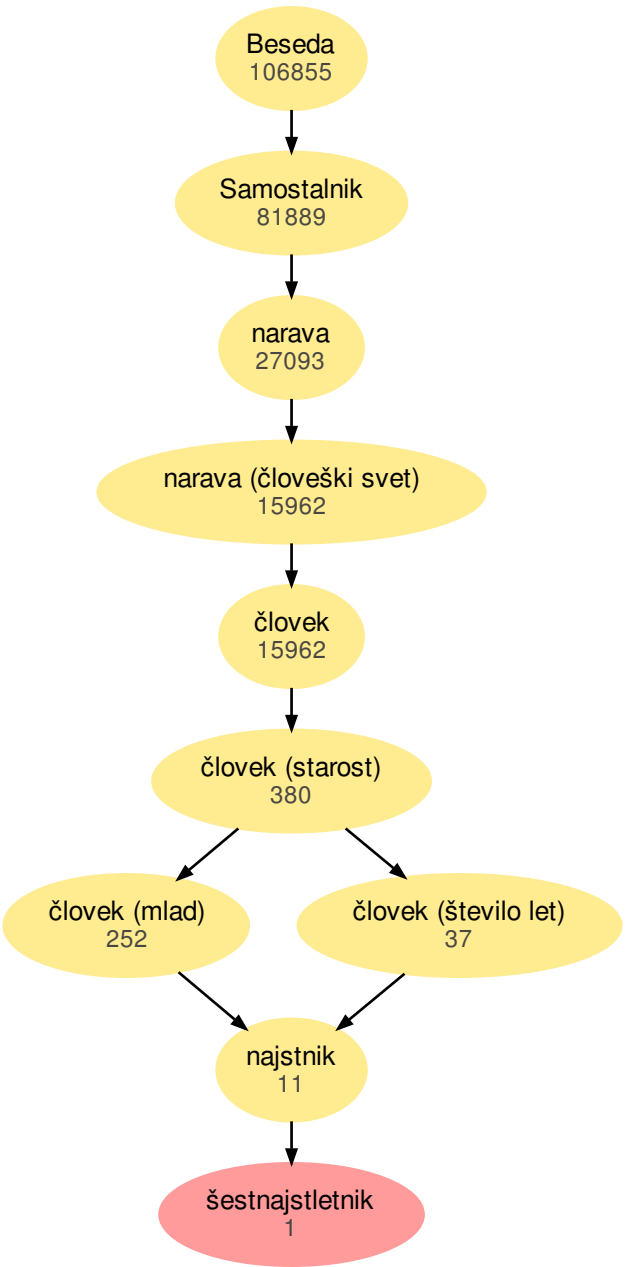 Beseda
106855
Samostalnik
81889
narava
27093
narava (človeški svet)
15962
človek
15962
človek (starost)
380
človek (mlad)
252
človek (število let)
37
najstnik
11
šestnajstletnik
1